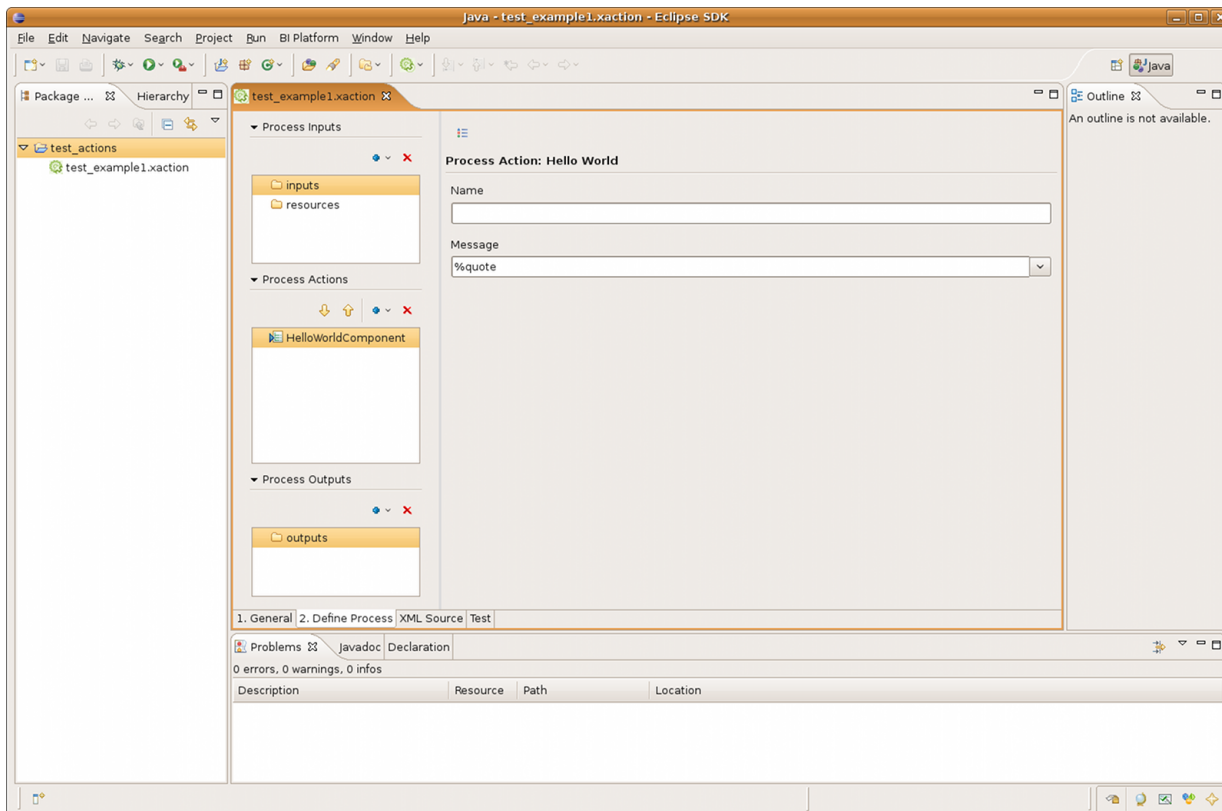 Java - test_example1.xaction - Eclipse SDK
File Edit Navigate Search Project Run BI Platform Window Help
Java
Package ... Hierarchy
test_example1.xaction
Outline
An outline is not available.
test_actions
test_example1.xaction
Process Inputs
inputs
resources
Process Actions
HelloWorldComponent
Process Outputs
outputs
Process Action: Hello World
Name
Message
%quote
1. General 2. Define Process XML Source Test
Problems Javadoc Declaration
0 errors, 0 warnings, 0 infos
Description Resource Path Location